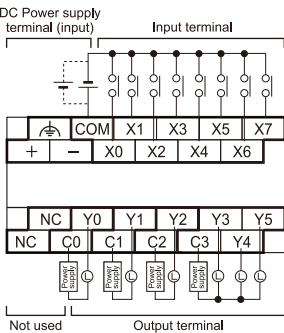 DC Power supply
terminal (input)
Input terminal
COM X1 X3 X5 X7
+ − X0 X2 X4 X6
NC Y0 Y1 Y2 Y3 Y5
NC C0 C1 C2 C3 Y4
Power supply L Power supply L Power supply L Power supply L L L
Not used
Output terminal